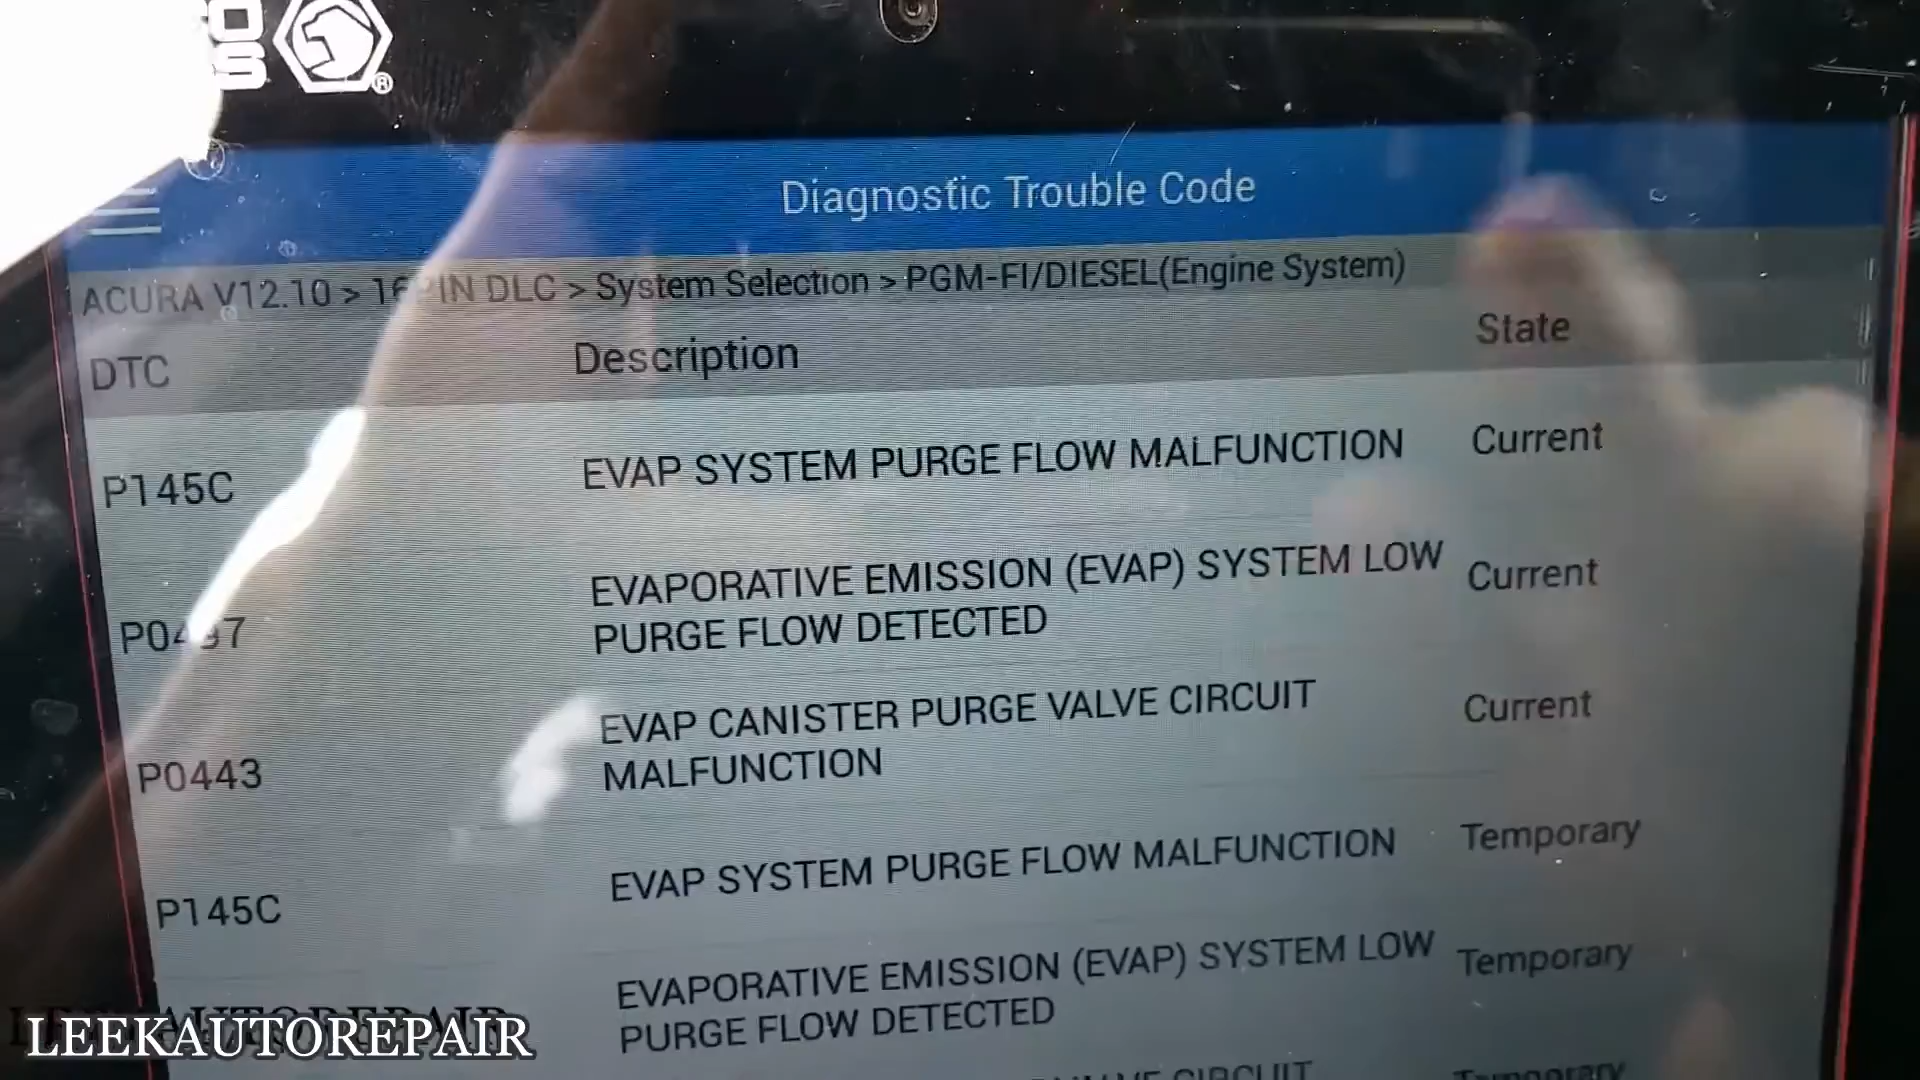 Diagnostic Trouble Code
ACURA V12.10 > 16PIN DLC > System Selection > PGM-FI/DIESEL(Engine System)
DTC Description State
P145C EVAP SYSTEM PURGE FLOW MALFUNCTION Current
EVAPORATIVE EMISSION (EVAP) SYSTEM LOW Current
PURGE FLOW DETECTED
P0443 EVAP CANISTER PURGE VALVE CIRCUIT Current
MALFUNCTION
P145C EVAP SYSTEM PURGE FLOW MALFUNCTION Temporary
EVAPORATIVE EMISSION (EVAP) SYSTEM LOW Temporary
PURGE FLOW DETECTED
CIRCUIT Temporary
LEEKAUTOREPAIR